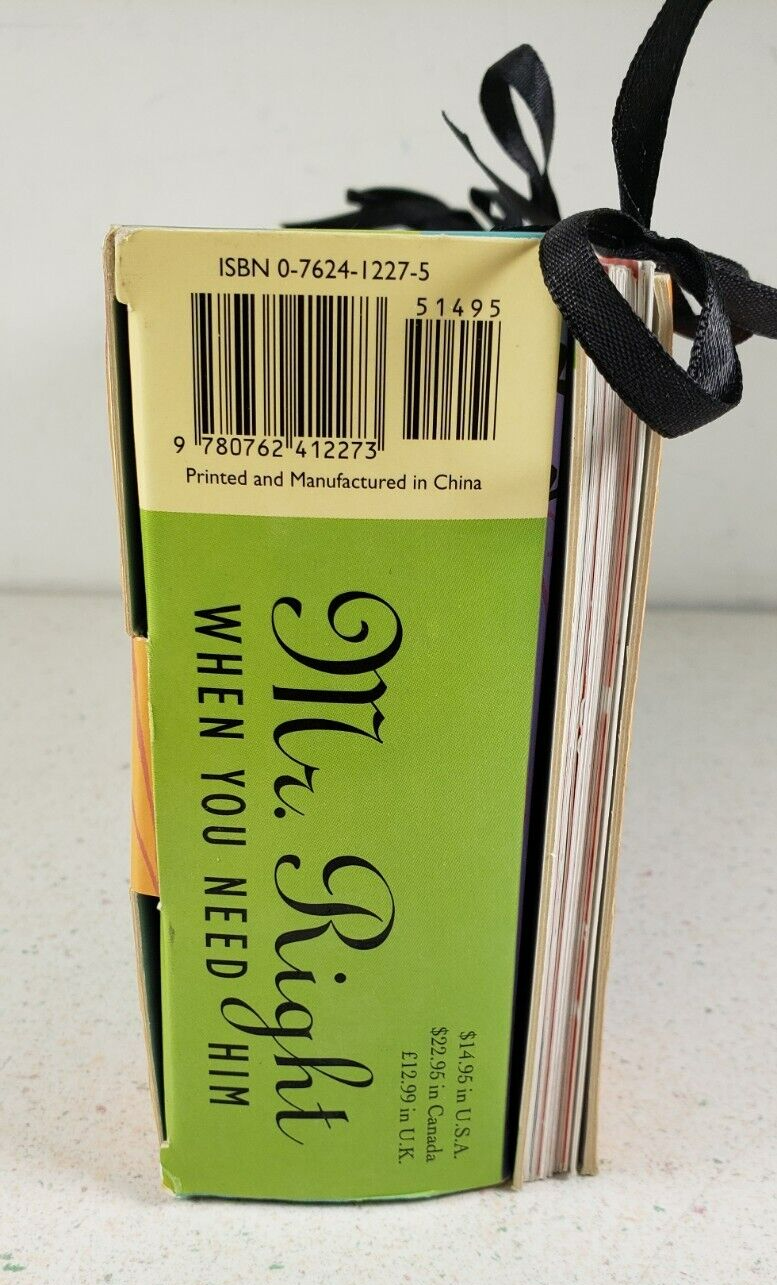 ISBN 0-7624-1227-5
51495
9 780762 412273
Printed and Manufactured in China
Mr. Right
WHEN YOU NEED HIM
$14.95 in U.S.A.
$22.95 in Canada
£12.99 in U.K.